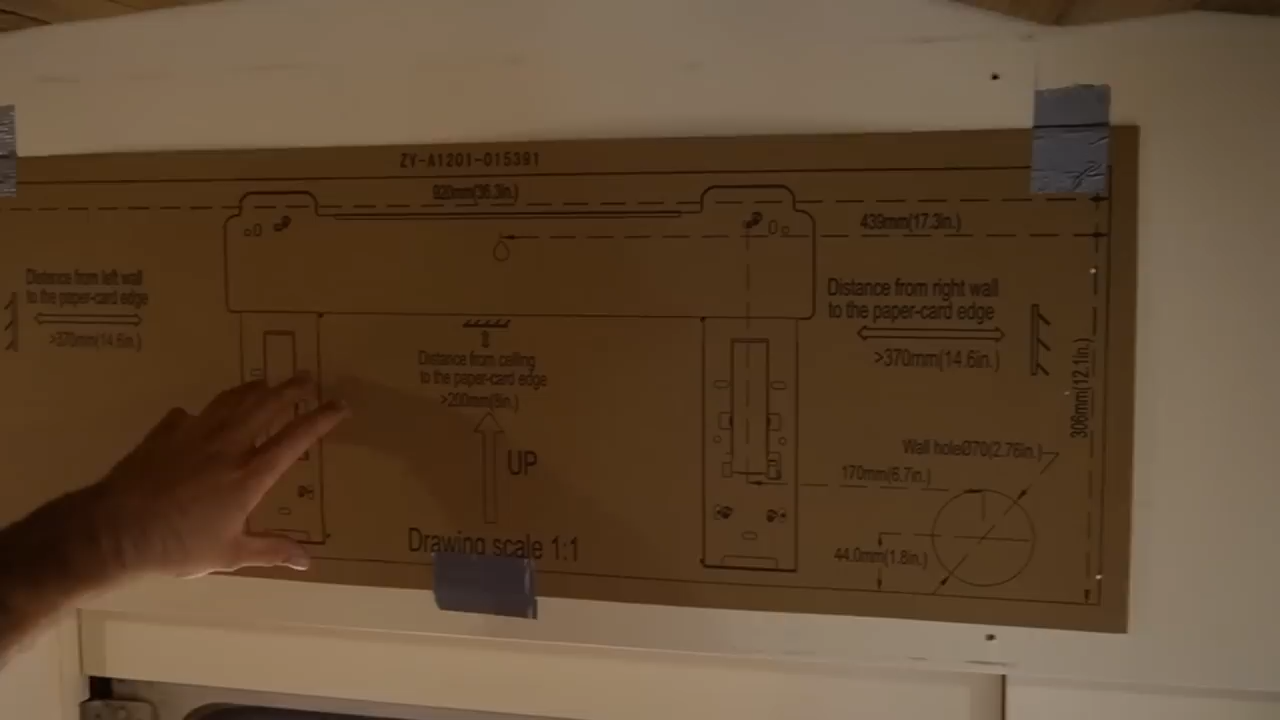 ZY-A1201-015391
920mm(36.3in.)
439mm(17.3in.)
Distance from left wall
to the paper-card edge
>370mm(14.6in.)
Distance from right wall
to the paper-card edge
>370mm(14.6in.)
Distance from ceiling
to the paper-card edge
>200mm(8in.)
306mm(12.1in.)
UP
Wall holeØ70(2.76in.)
170mm(6.7in.)
44.0mm(1.8in.)
Drawing scale 1:1